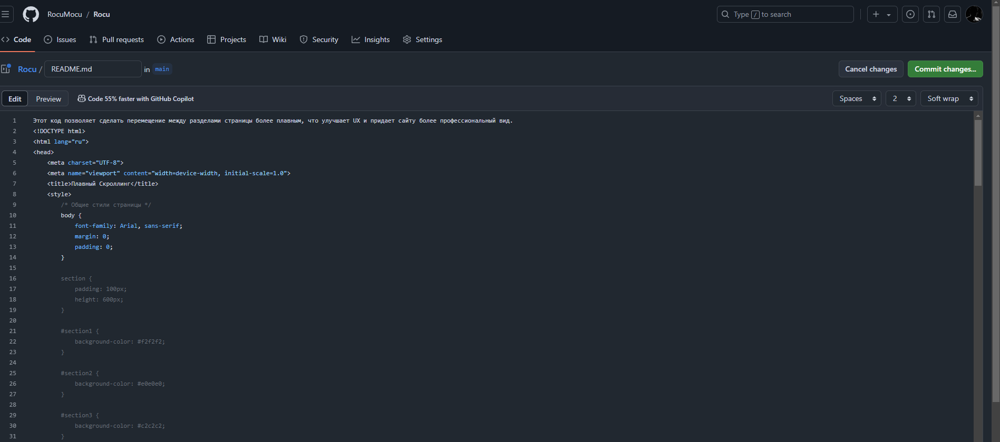 RocuMocu / Rocu
Type / to search
Code Issues Pull requests Actions Projects Wiki Security Insights Settings
Rocu / README.md in main
Cancel changes Commit changes...
Edit Preview Code 55% faster with GitHub Copilot
Spaces 2 Soft wrap
1 Этот код позволяет сделать перемещение между разделами страницы более плавным, что улучшает UX и придает сайту более профессиональный вид.
2 <!DOCTYPE html>
3 <html lang="ru">
4 <head>
5 <meta charset="UTF-8">
6 <meta name="viewport" content="width=device-width, initial-scale=1.0">
7 <title>Плавный Скроллинг</title>
8 <style>
9 /* Общие стили страницы */
10 body {
11 font-family: Arial, sans-serif;
12 margin: 0;
13 padding: 0;
14 }
15
16 section {
17 padding: 100px;
18 height: 600px;
19 }
20
21 #section1 {
22 background-color: #f2f2f2;
23 }
24
25 #section2 {
26 background-color: #e0e0e0;
27 }
28
29 #section3 {
30 background-color: #c2c2c2;
31 }